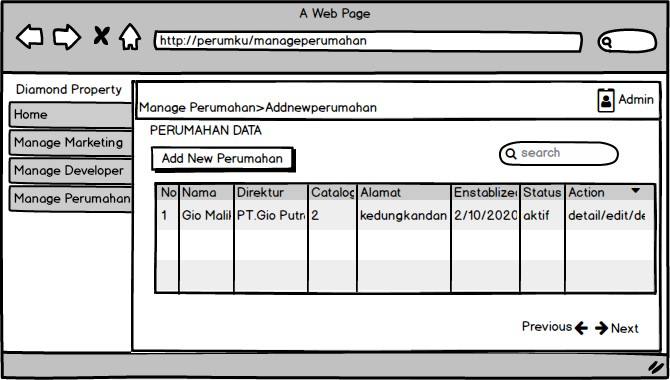 A Web Page
http://perumku/manageperumahan
Diamond Property
Home
Manage Marketing
Manage Developer
Manage Perumahan
Manage Perumahan>Addnewperumahan
Admin
PERUMAHAN DATA
Add New Perumahan
search
No Nama Direktur Catalog Alamat Enstablized Status Action
1 Gio Malik PT.Gio Putr 2 kedungkandan 2/10/2020 aktif detail/edit/de
Previous Next